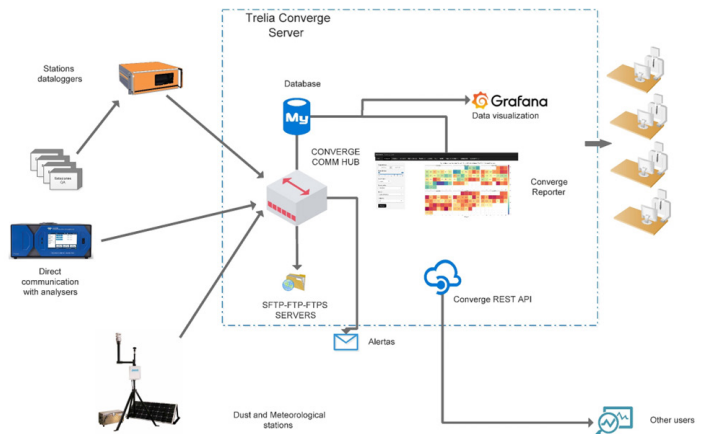 Trelia Converge
Server
Stations
dataloggers
Database
My
Grafana
Data visualization
CONVERGE
COMM HUB
Converge
Reporter
Direct
communication
with analysers
SFTP-FTP-FTPS
SERVERS
Converge REST API
Alertas
Dust and Meteorological
stations
Other users